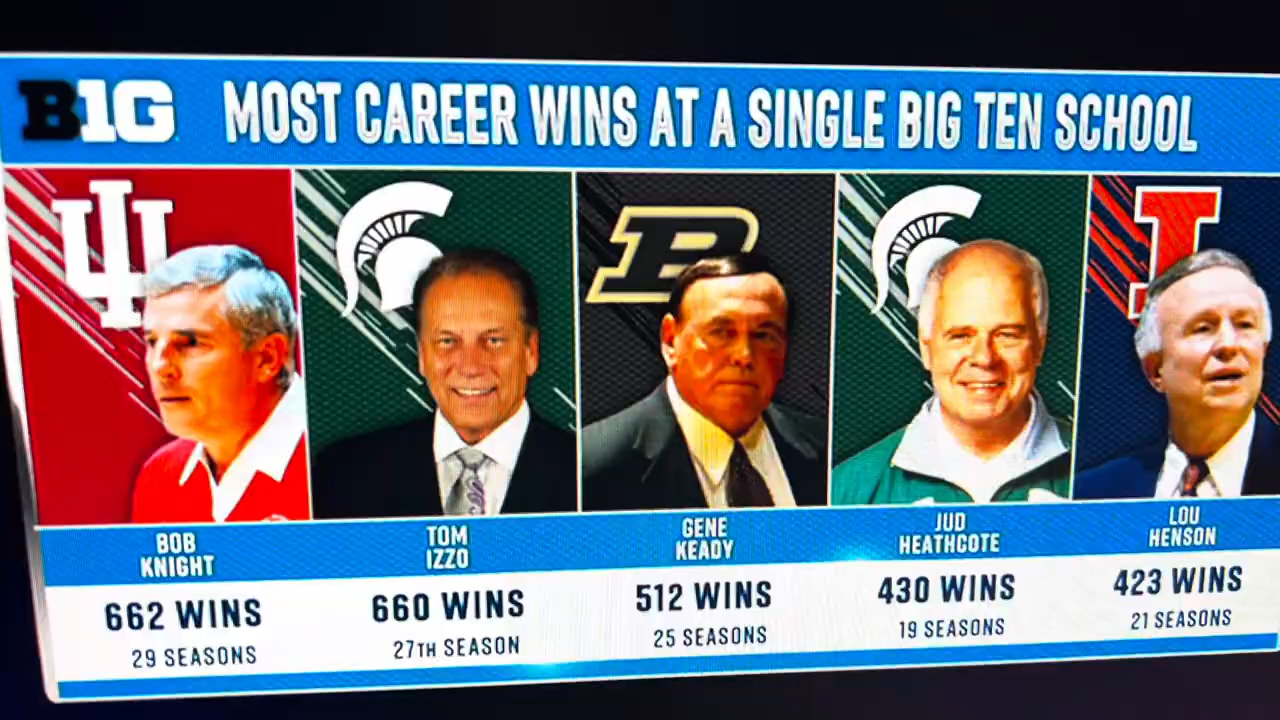 B1G
MOST CAREER WINS AT A SINGLE BIG TEN SCHOOL
IU
P
I
BOB
KNIGHT
662 WINS
29 SEASONS
TOM
IZZO
660 WINS
27TH SEASON
GENE
KEADY
512 WINS
25 SEASONS
JUD
HEATHCOTE
430 WINS
19 SEASONS
LOU
HENSON
423 WINS
21 SEASONS